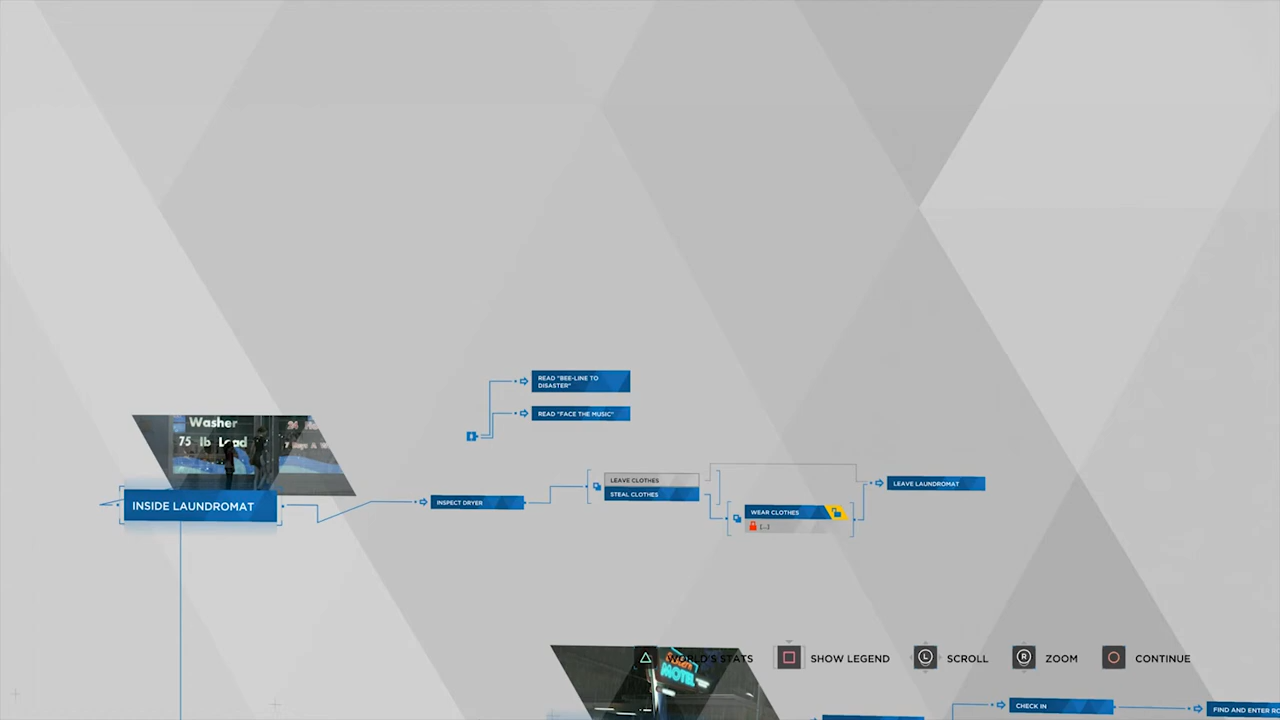 READ "BEE-LINE TO
DISASTER"
READ "FACE THE MUSIC"
Washer
75 lb Load
INSIDE LAUNDROMAT
INSPECT DRYER
LEAVE CLOTHES
STEAL CLOTHES
LEAVE LAUNDROMAT
WEAR CLOTHES
[...]
WORLD'S STATS
SHOW LEGEND
L
SCROLL
R
ZOOM
CONTINUE
MOTEL
CHECK IN
FIND AND ENTER RO